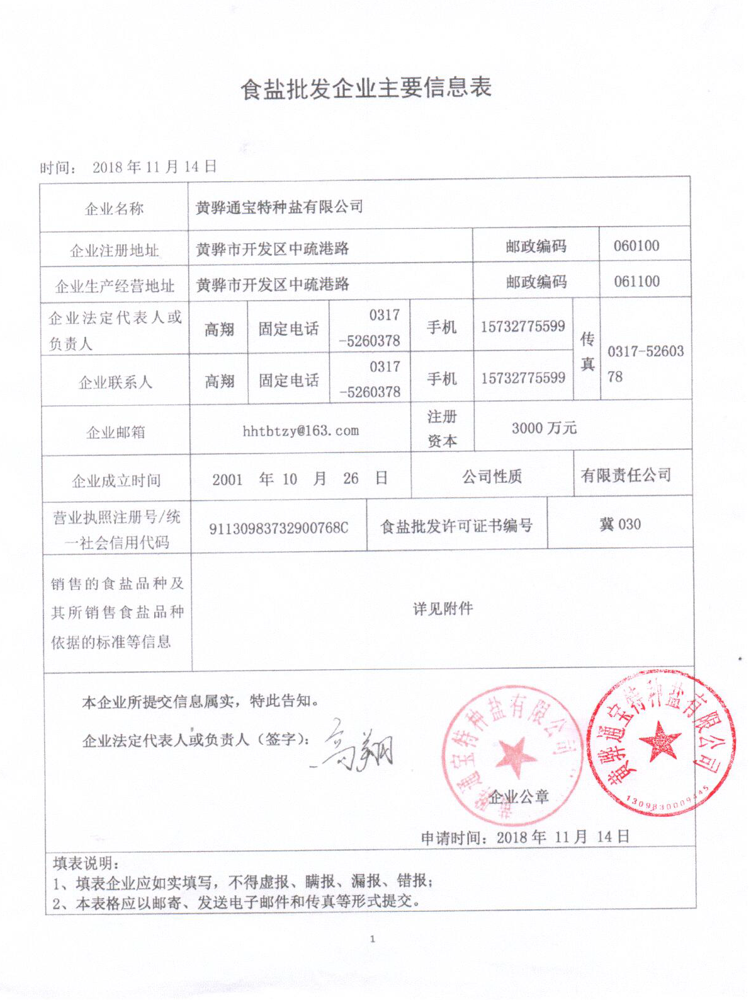 食盐批发企业主要信息表
时间： 2018 年 11 月 14 日
企业名称 黄骅通宝特种盐有限公司
企业注册地址 黄骅市开发区中疏港路 邮政编码 060100
企业生产经营地址 黄骅市开发区中疏港路 邮政编码 061100
企业法定代表人或
负责人
高翔 固定电话
0317
-5260378
手机 15732775599
传
真
0317-52603
78
企业联系人 高翔 固定电话
0317
-5260378
手机 15732775599
企业邮箱 hhtbtzy@163.com
注册
资本
3000 万元
企业成立时间 2001 年 10 月 26 日 公司性质 有限责任公司
营业执照注册号/统
一社会信用代码
91130983732900768C 食盐批发许可证书编号 冀 030
销售的食盐品种及
其所销售食盐品种
依据的标准等信息
详见附件
本企业所提交信息属实，特此告知。
企业法定代表人或负责人（签字）： 高翔
黄骅通宝特种盐有限公司
企业公章
黄骅通宝特种盐有限公司
1309830009445
申请时间：2018 年 11 月 14 日
填表说明：
1、填表企业应如实填写，不得虚报、瞒报、漏报、错报；
2、本表格应以邮寄、发送电子邮件和传真等形式提交。
1